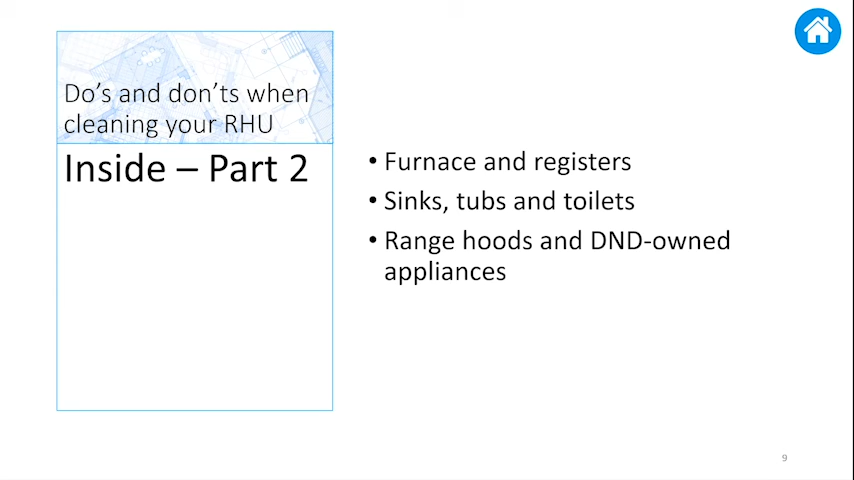 Do's and don'ts when
cleaning your RHU
Inside – Part 2
• Furnace and registers
• Sinks, tubs and toilets
• Range hoods and DND-owned
appliances
9